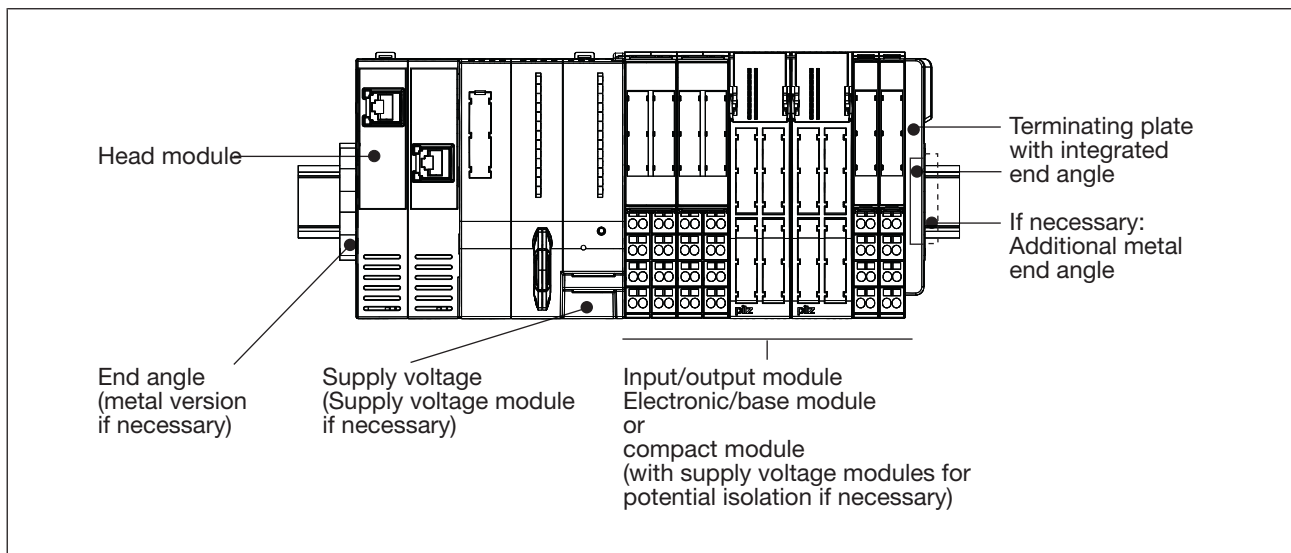 Head module
Terminating plate
with integrated
end angle
If necessary:
Additional metal
end angle
pilz
pilz
End angle
(metal version
if necessary)
Supply voltage
(Supply voltage module
if necessary)
Input/output module
Electronic/base module
or
compact module
(with supply voltage modules for
potential isolation if necessary)